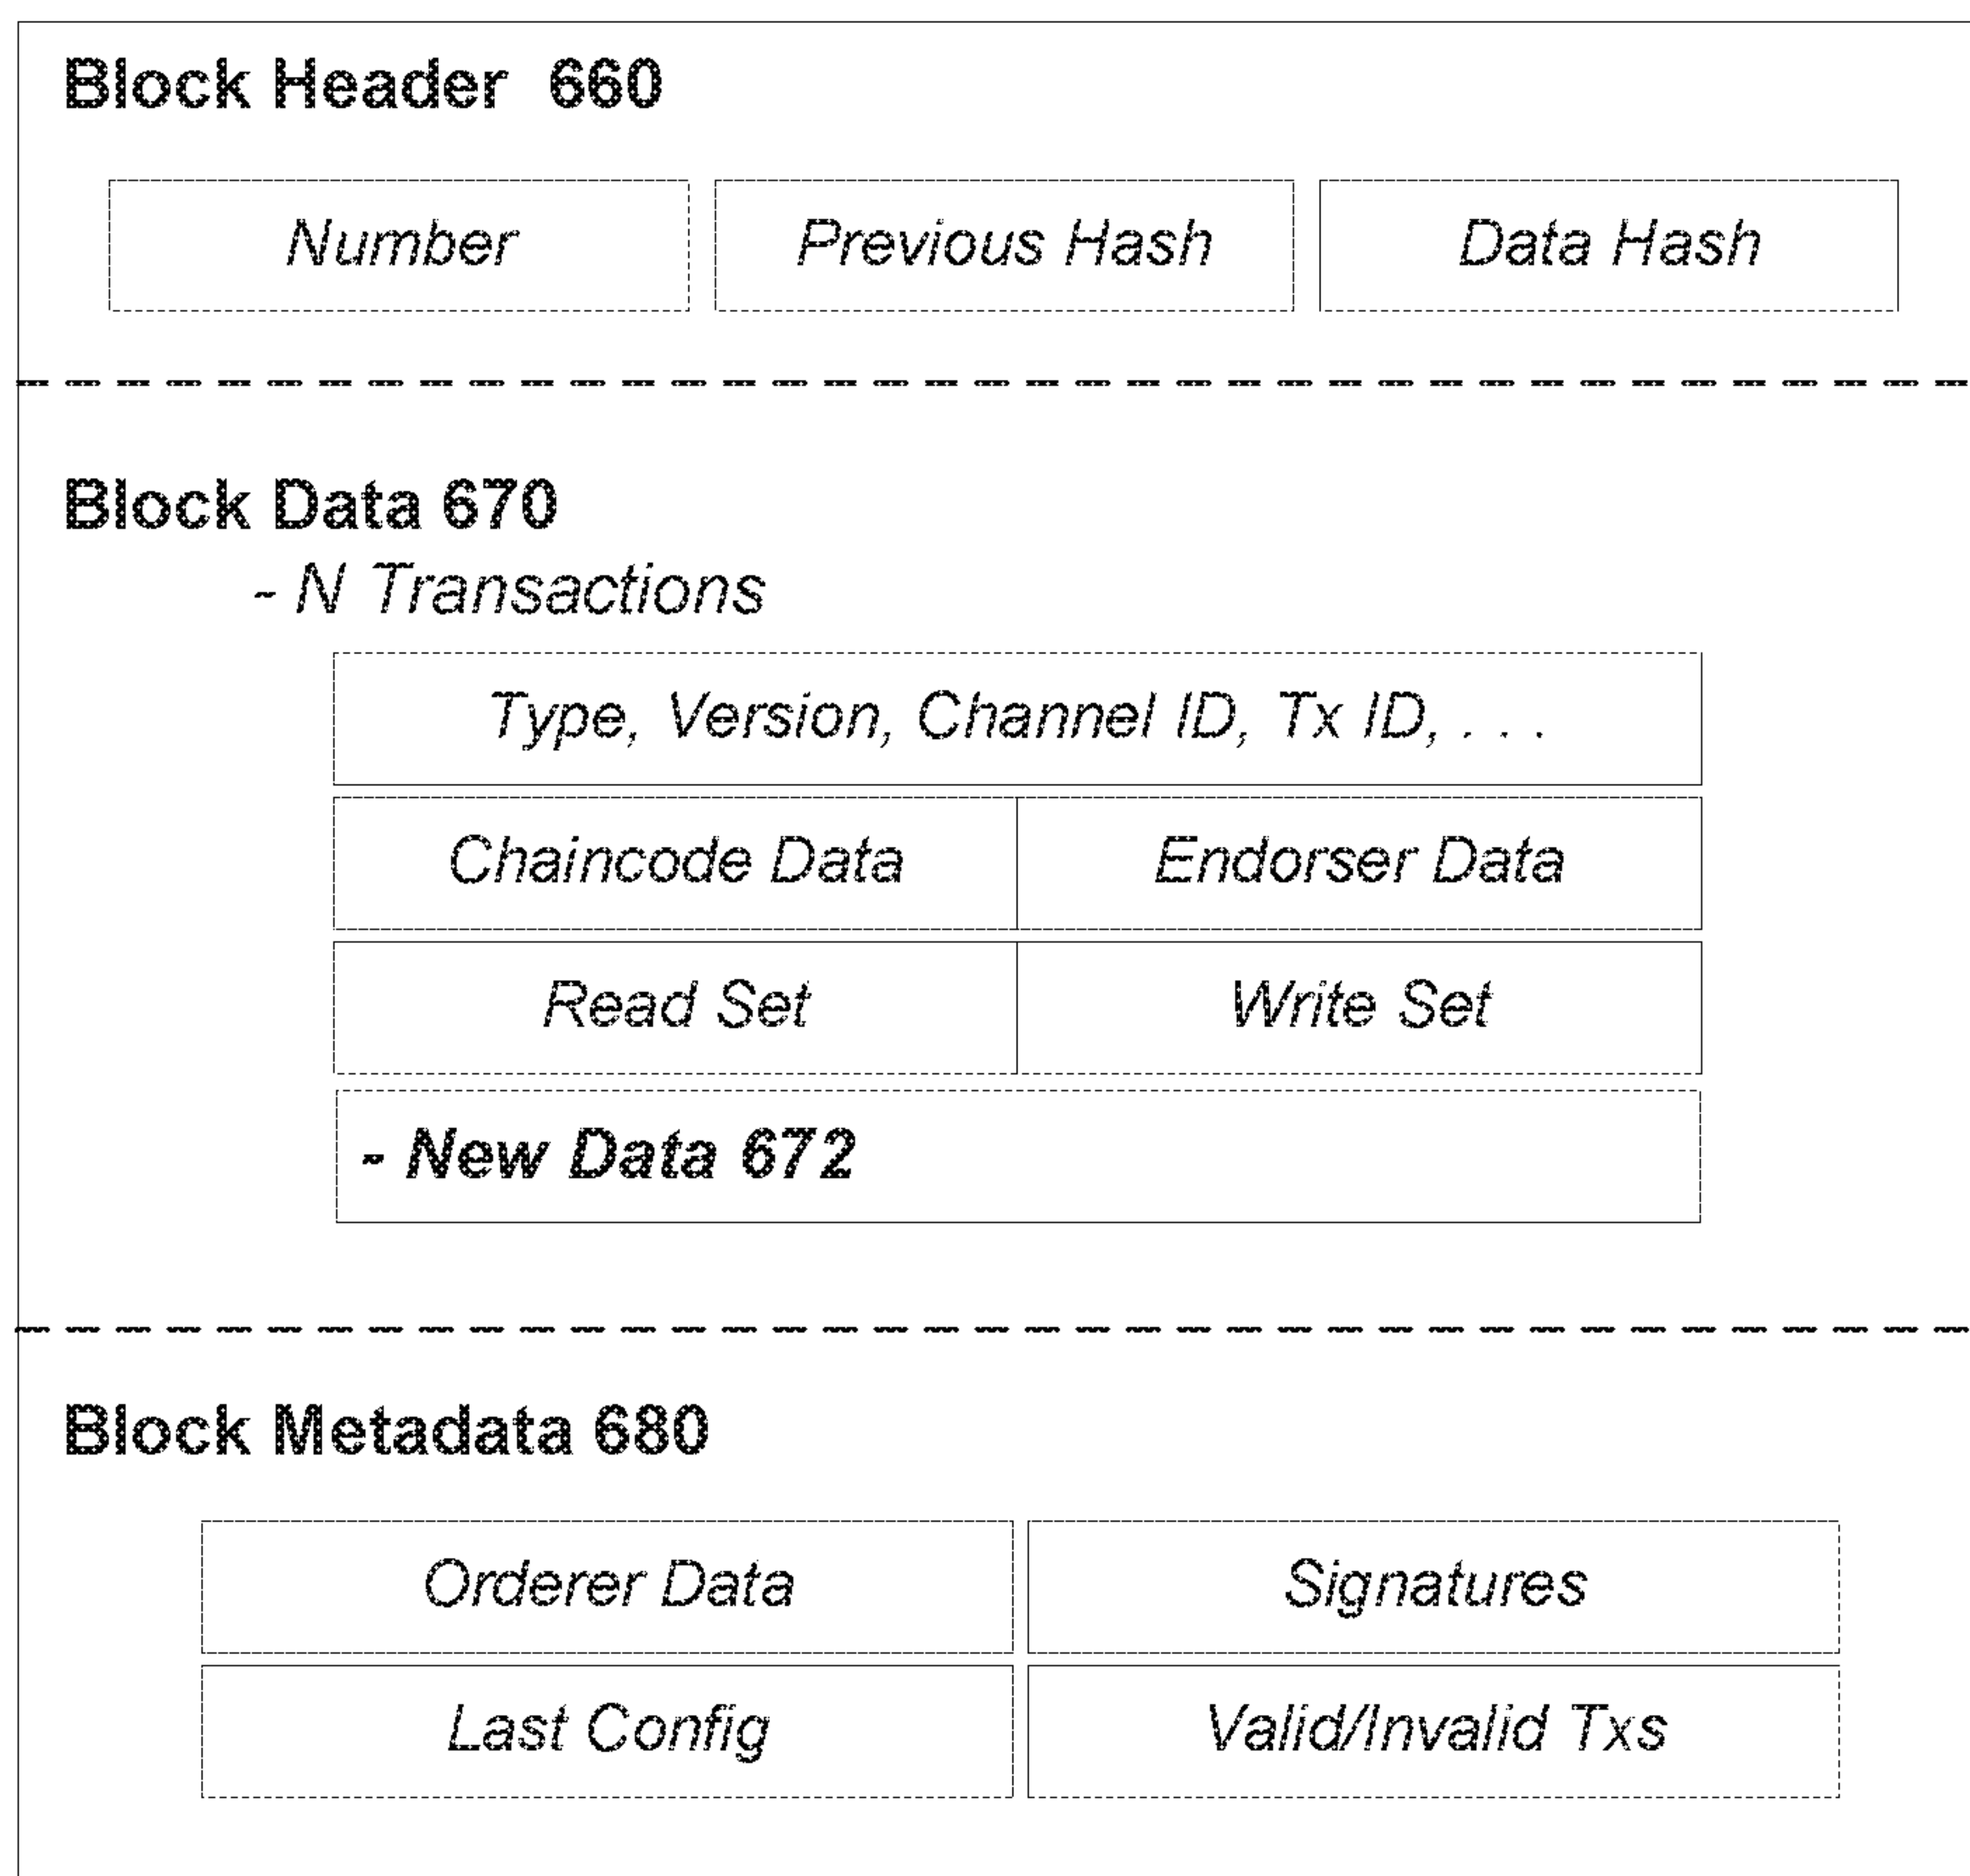 Block Header 660
Number Previous Hash Data Hash
Block Data 670
- N Transactions
Type, Version, Channel ID, Tx ID, . . .
Chaincode Data Endorser Data
Read Set Write Set
- New Data 672
Block Metadata 680
Orderer Data Signatures
Last Config Valid/Invalid Txs